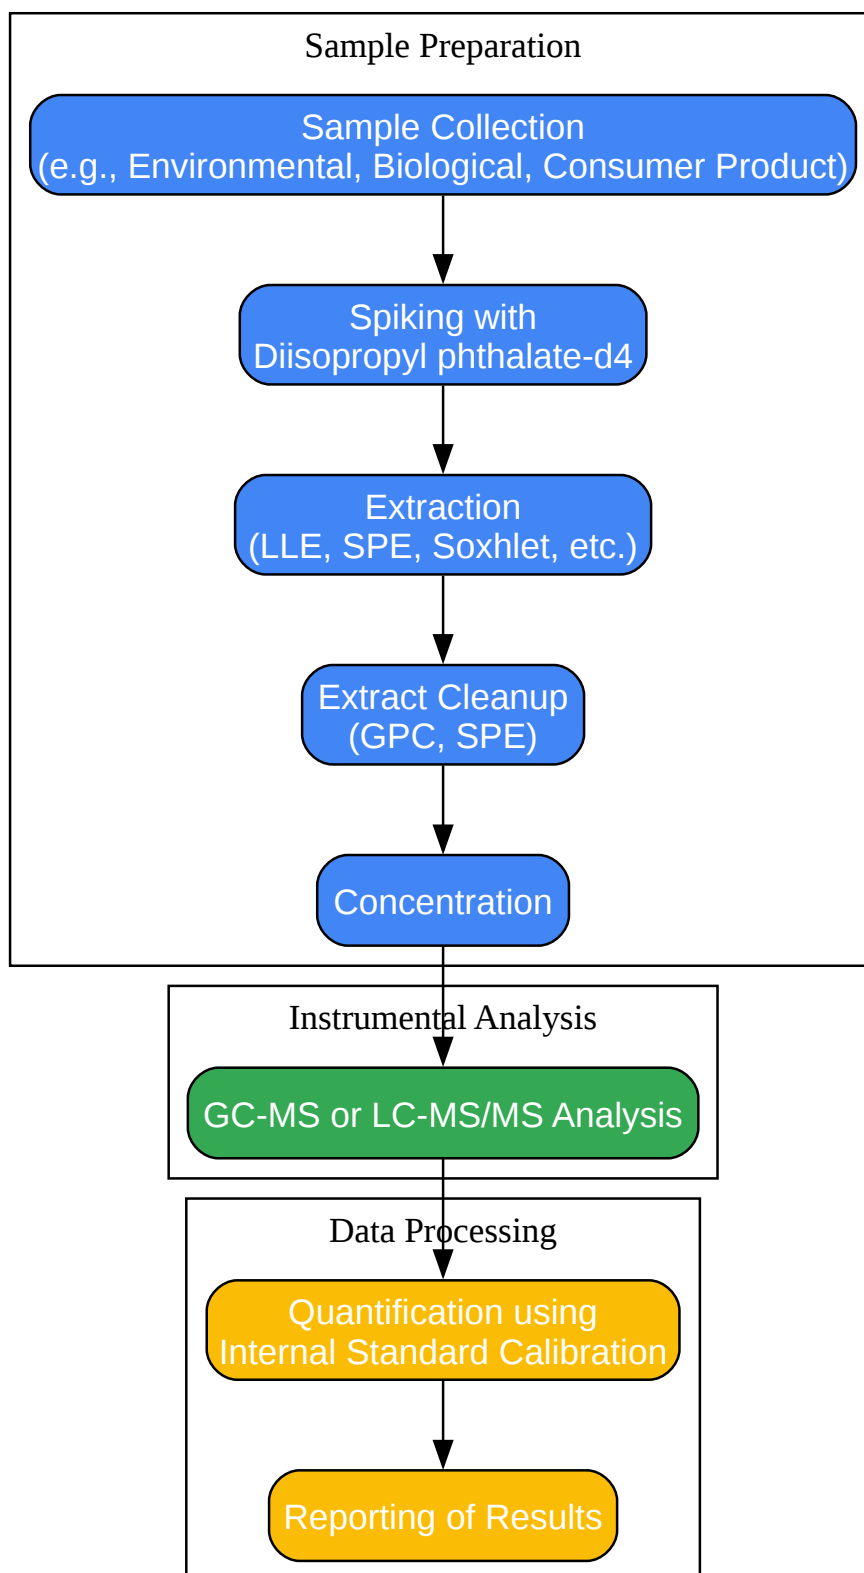 Sample Preparation
Sample Collection
(e.g., Environmental, Biological, Consumer Product)
Spiking with
Diisopropyl phthalate-d4
Extraction
(LLE, SPE, Soxhlet, etc.)
Extract Cleanup
(GPC, SPE)
Concentration
Instrumental Analysis
GC-MS or LC-MS/MS Analysis
Data Processing
Quantification using
Internal Standard Calibration
Reporting of Results